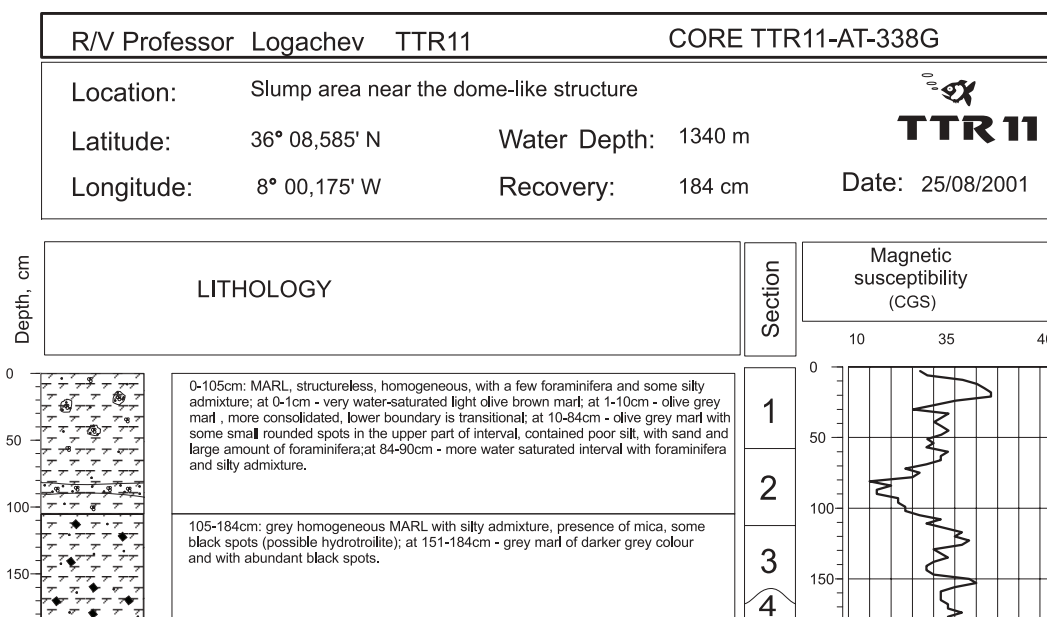 R/V Professor Logachev TTR11 CORE TTR11-AT-338G
Location: Slump area near the dome-like structure
TTR 11
Latitude: 36° 08,585' N Water Depth: 1340 m
Longitude: 8° 00,175' W Recovery: 184 cm Date: 25/08/2001
Depth, cm
LITHOLOGY
Section
Magnetic
susceptibility
(CGS)
10 35
0
50
100
150
0-105cm: MARL, structureless, homogeneous, with a few foraminifera and some silty
admixture; at 0-1cm - very water-saturated light olive brown marl; at 1-10cm - olive grey
marl , more consolidated, lower boundary is transitional; at 10-84cm - olive grey marl with
some small rounded spots in the upper part of interval, contained poor silt, with sand and
large amount of foraminifera;at 84-90cm - more water saturated interval with foraminifera
and silty admixture.
105-184cm: grey homogeneous MARL with silty admixture, presence of mica, some
black spots (possible hydrotroilite); at 151-184cm - grey marl of darker grey colour
and with abundant black spots.
1
2
3
4
0
50
100
150